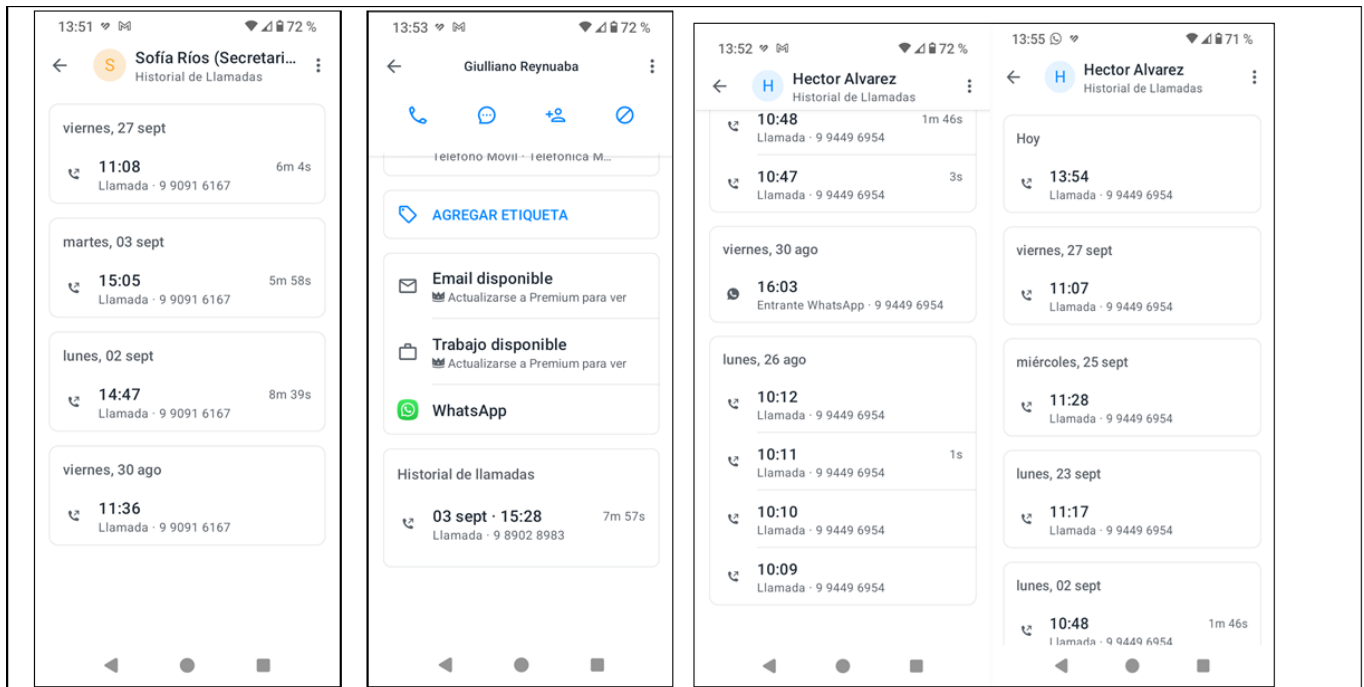 13:51
72 %
Sofía Ríos (Secretari...
Historial de Llamadas
S
viernes, 27 sept
11:08
6m 4s
Llamada · 9 9091 6167
martes, 03 sept
15:05
5m 58s
Llamada · 9 9091 6167
lunes, 02 sept
14:47
8m 39s
Llamada · 9 9091 6167
viernes, 30 ago
11:36
Llamada · 9 9091 6167
13:53
72 %
Giulliano Reynuaba
Teléfono Móvil · Telefónica M...
AGREGAR ETIQUETA
Email disponible
Actualizarse a Premium para ver
Trabajo disponible
Actualizarse a Premium para ver
WhatsApp
Historial de llamadas
03 sept · 15:28
7m 57s
Llamada · 9 8902 8983
13:52
72 %
H
Hector Alvarez
Historial de Llamadas
10:48
1m 46s
Llamada · 9 9449 6954
10:47
3s
Llamada · 9 9449 6954
viernes, 30 ago
16:03
Entrante WhatsApp · 9 9449 6954
lunes, 26 ago
10:12
Llamada · 9 9449 6954
10:11
1s
Llamada · 9 9449 6954
10:10
Llamada · 9 9449 6954
10:09
Llamada · 9 9449 6954
13:55
71 %
H
Hector Alvarez
Historial de Llamadas
Hoy
13:54
Llamada · 9 9449 6954
viernes, 27 sept
11:07
Llamada · 9 9449 6954
miércoles, 25 sept
11:28
Llamada · 9 9449 6954
lunes, 23 sept
11:17
Llamada · 9 9449 6954
lunes, 02 sept
10:48
1m 46s
Llamada · 9 9449 6954